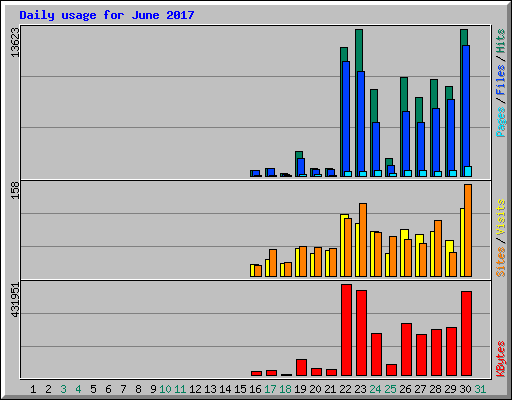 Daily usage for June 2017
13623
Pages / Files / Hits
158
Sites / Visits
431951
KBytes
1 2 3 4 5 6 7 8 9 10 11 12 13 14 15 16 17 18 19 20 21 22 23 24 25 26 27 28 29 30 31